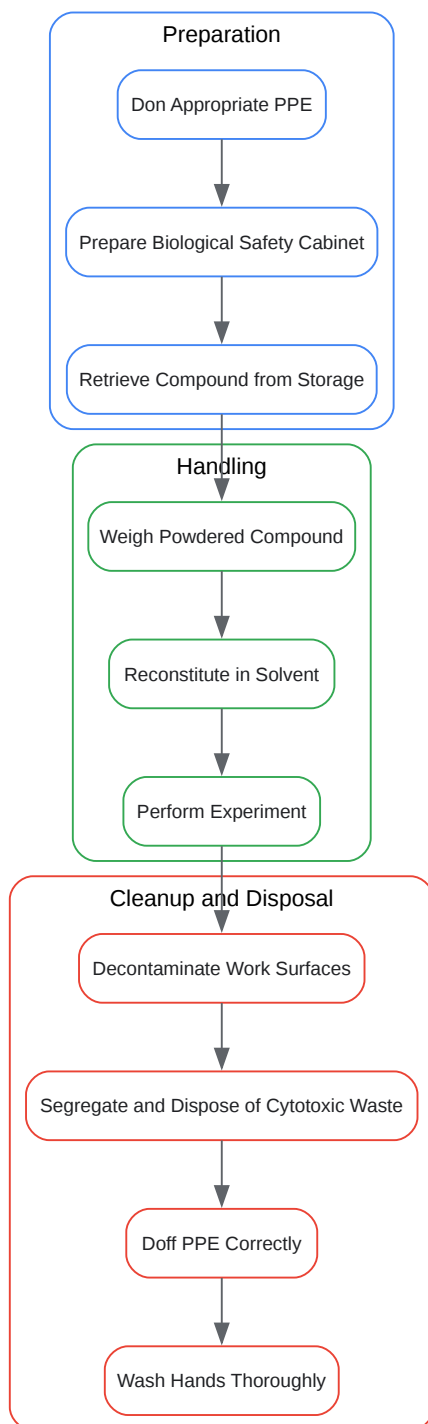 Preparation
Don Appropriate PPE
Prepare Biological Safety Cabinet
Retrieve Compound from Storage
Handling
Weigh Powdered Compound
Reconstitute in Solvent
Perform Experiment
Cleanup and Disposal
Decontaminate Work Surfaces
Segregate and Dispose of Cytotoxic Waste
Doff PPE Correctly
Wash Hands Thoroughly